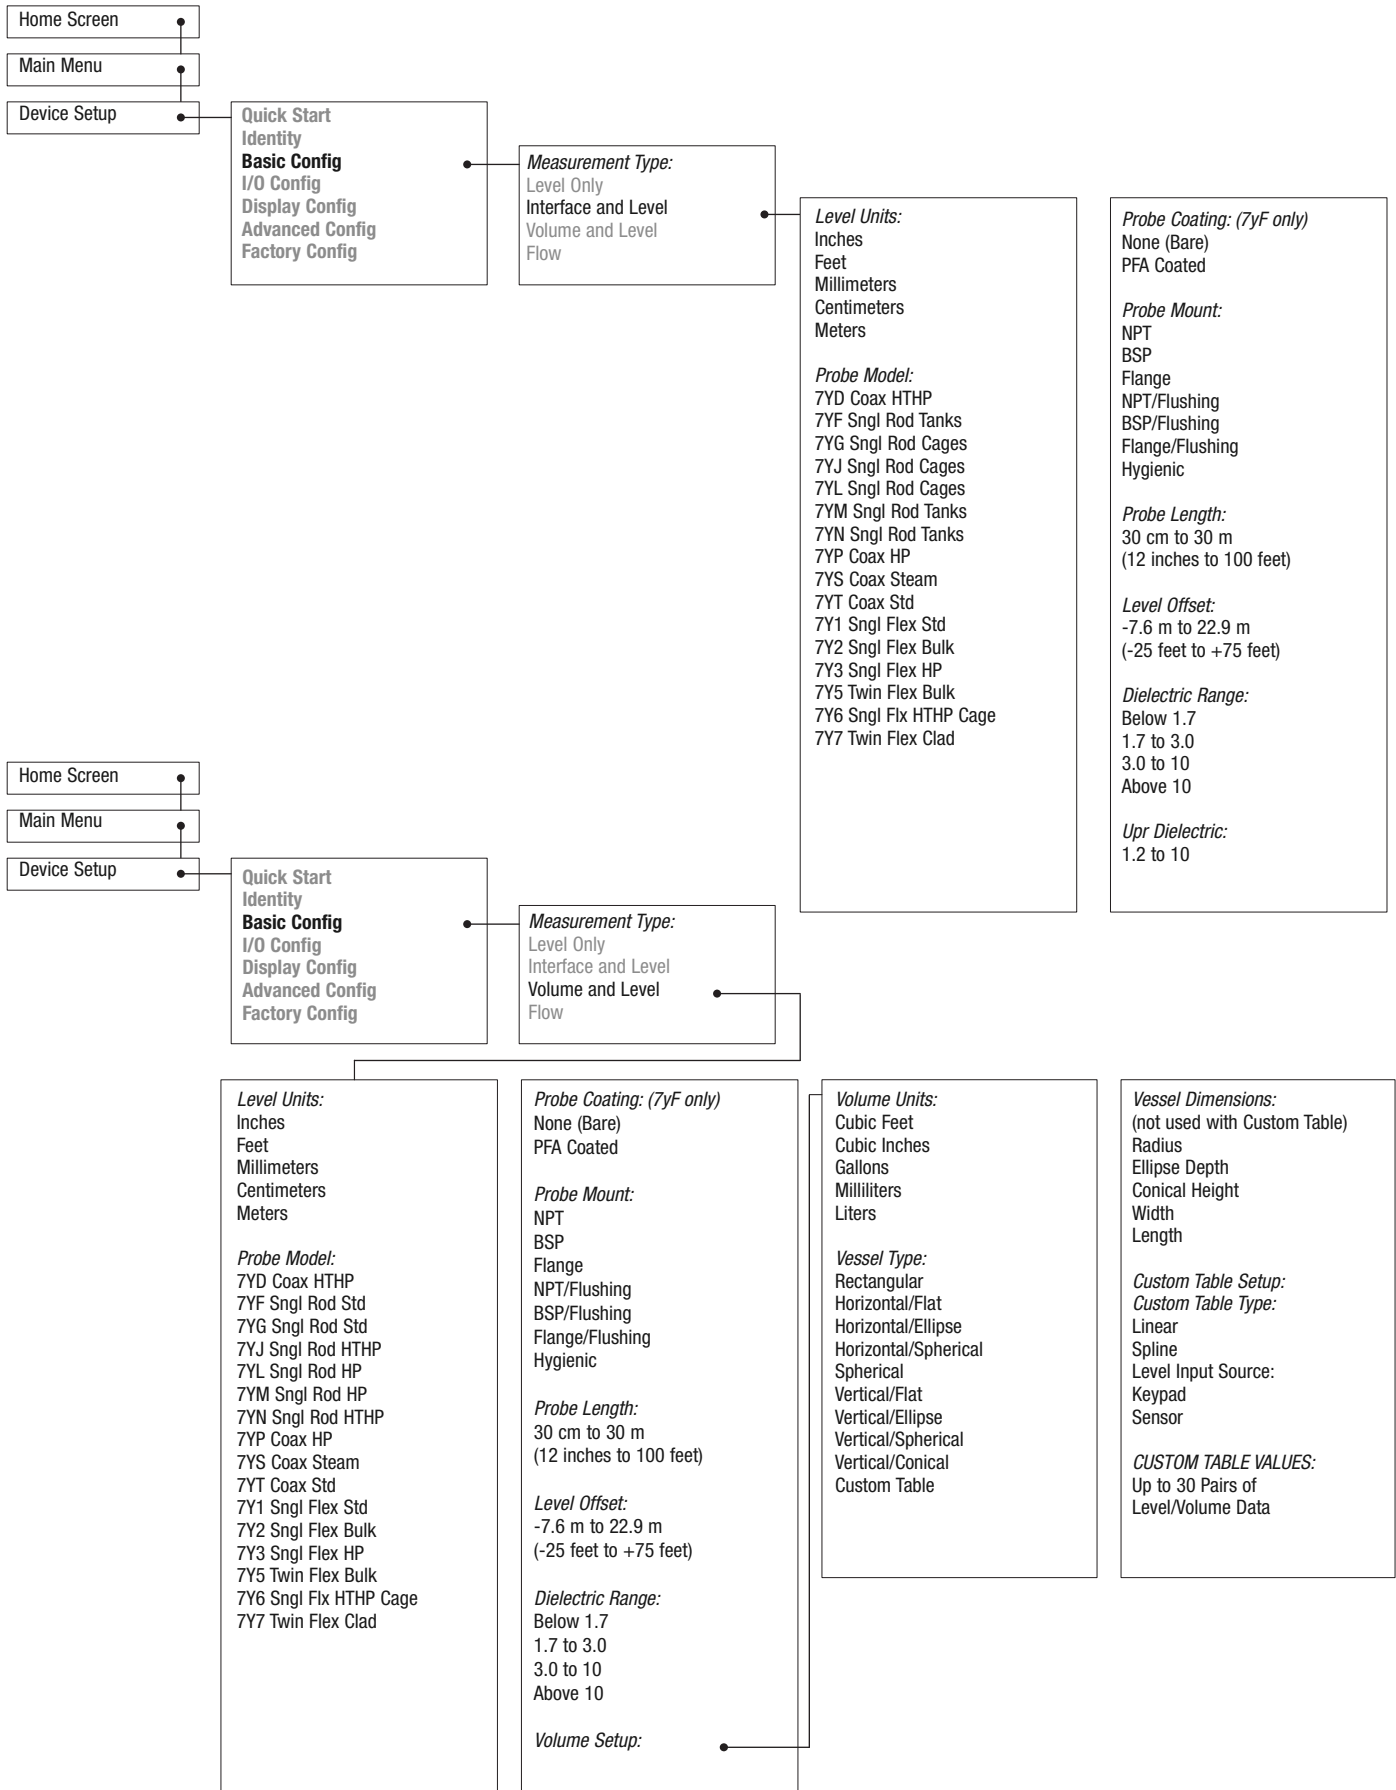 Home Screen
Main Menu
Device Setup
Quick Start
Identity
Basic Config
I/O Config
Display Config
Advanced Config
Factory Config
Measurement Type:
Level Only
Interface and Level
Volume and Level
Flow
Level Units:
Inches
Feet
Millimeters
Centimeters
Meters
Probe Model:
7YD Coax HTHP
7YF Sngl Rod Tanks
7YG Sngl Rod Cages
7YJ Sngl Rod Cages
7YL Sngl Rod Cages
7YM Sngl Rod Tanks
7YN Sngl Rod Tanks
7YP Coax HP
7YS Coax Steam
7YT Coax Std
7Y1 Sngl Flex Std
7Y2 Sngl Flex Bulk
7Y3 Sngl Flex HP
7Y5 Twin Flex Bulk
7Y6 Sngl Flx HTHP Cage
7Y7 Twin Flex Clad
Probe Coating: (7yF only)
None (Bare)
PFA Coated
Probe Mount:
NPT
BSP
Flange
NPT/Flushing
BSP/Flushing
Flange/Flushing
Hygienic
Probe Length:
30 cm to 30 m
(12 inches to 100 feet)
Level Offset:
-7.6 m to 22.9 m
(-25 feet to +75 feet)
Dielectric Range:
Below 1.7
1.7 to 3.0
3.0 to 10
Above 10
Upr Dielectric:
1.2 to 10
Home Screen
Main Menu
Device Setup
Quick Start
Identity
Basic Config
I/O Config
Display Config
Advanced Config
Factory Config
Measurement Type:
Level Only
Interface and Level
Volume and Level
Flow
Level Units:
Inches
Feet
Millimeters
Centimeters
Meters
Probe Model:
7YD Coax HTHP
7YF Sngl Rod Std
7YG Sngl Rod Std
7YJ Sngl Rod HTHP
7YL Sngl Rod HP
7YM Sngl Rod HP
7YN Sngl Rod HTHP
7YP Coax HP
7YS Coax Steam
7YT Coax Std
7Y1 Sngl Flex Std
7Y2 Sngl Flex Bulk
7Y3 Sngl Flex HP
7Y5 Twin Flex Bulk
7Y6 Sngl Flx HTHP Cage
7Y7 Twin Flex Clad
Probe Coating: (7yF only)
None (Bare)
PFA Coated
Probe Mount:
NPT
BSP
Flange
NPT/Flushing
BSP/Flushing
Flange/Flushing
Hygienic
Probe Length:
30 cm to 30 m
(12 inches to 100 feet)
Level Offset:
-7.6 m to 22.9 m
(-25 feet to +75 feet)
Dielectric Range:
Below 1.7
1.7 to 3.0
3.0 to 10
Above 10
Volume Setup:
Volume Units:
Cubic Feet
Cubic Inches
Gallons
Milliliters
Liters
Vessel Type:
Rectangular
Horizontal/Flat
Horizontal/Ellipse
Horizontal/Spherical
Spherical
Vertical/Flat
Vertical/Ellipse
Vertical/Spherical
Vertical/Conical
Custom Table
Vessel Dimensions:
(not used with Custom Table)
Radius
Ellipse Depth
Conical Height
Width
Length
Custom Table Setup:
Custom Table Type:
Linear
Spline
Level Input Source:
Keypad
Sensor
CUSTOM TABLE VALUES:
Up to 30 Pairs of
Level/Volume Data